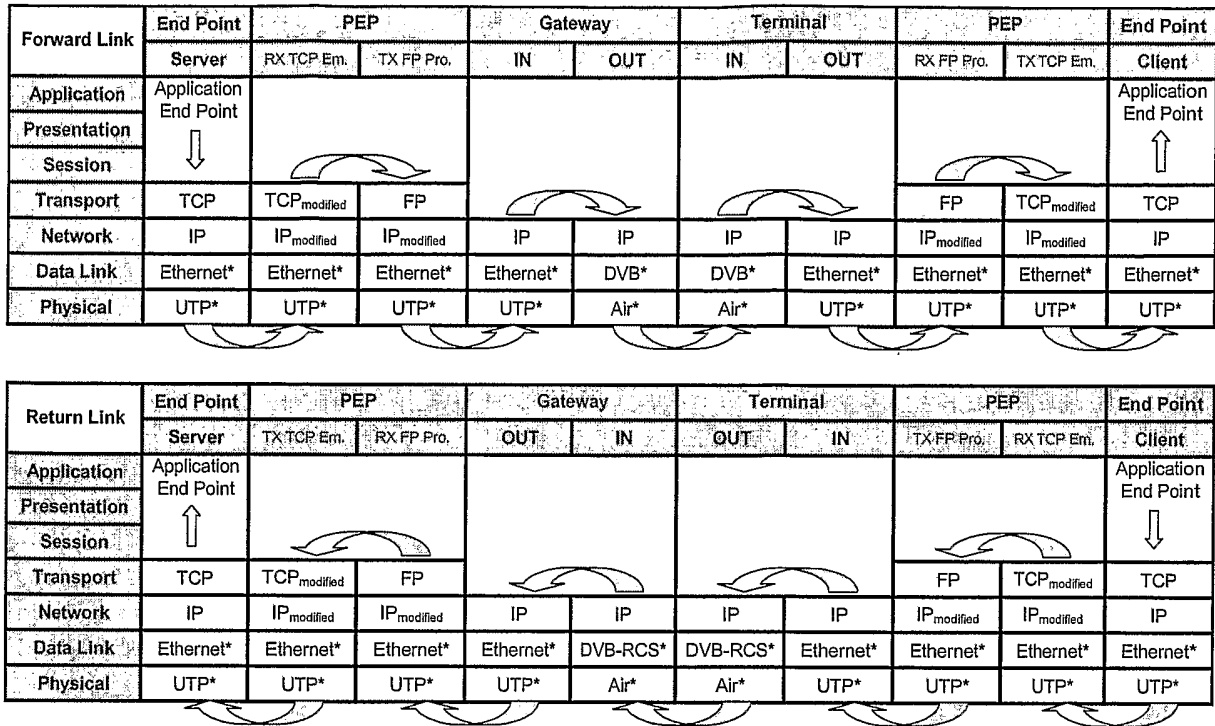 Forward Link End Point PEP Gateway Terminal PEP End Point
Server RX TCP Em. TX FP Pro. IN OUT IN OUT RX FP Pro. TX TCP Em. Client
Application Application End Point Application End Point
Presentation
Session
Transport TCP TCPmodified FP FP TCPmodified TCP
Network IP IPmodified IPmodified IP IP IP IP IPmodified IPmodified IP
Data Link Ethernet* Ethernet* Ethernet* Ethernet* DVB* DVB* Ethernet* Ethernet* Ethernet* Ethernet*
Physical UTP* UTP* UTP* UTP* Air* Air* UTP* UTP* UTP* UTP*
Return Link End Point PEP Gateway Terminal PEP End Point
Server TX TCP Em. RX FP Pro. OUT IN OUT IN TX FP Pro. RX TCP Em. Client
Application Application End Point Application End Point
Presentation
Session
Transport TCP TCPmodified FP FP TCPmodified TCP
Network IP IPmodified IPmodified IP IP IP IP IPmodified IPmodified IP
Data Link Ethernet* Ethernet* Ethernet* Ethernet* DVB-RCS* DVB-RCS* Ethernet* Ethernet* Ethernet* Ethernet*
Physical UTP* UTP* UTP* UTP* Air* Air* UTP* UTP* UTP* UTP*